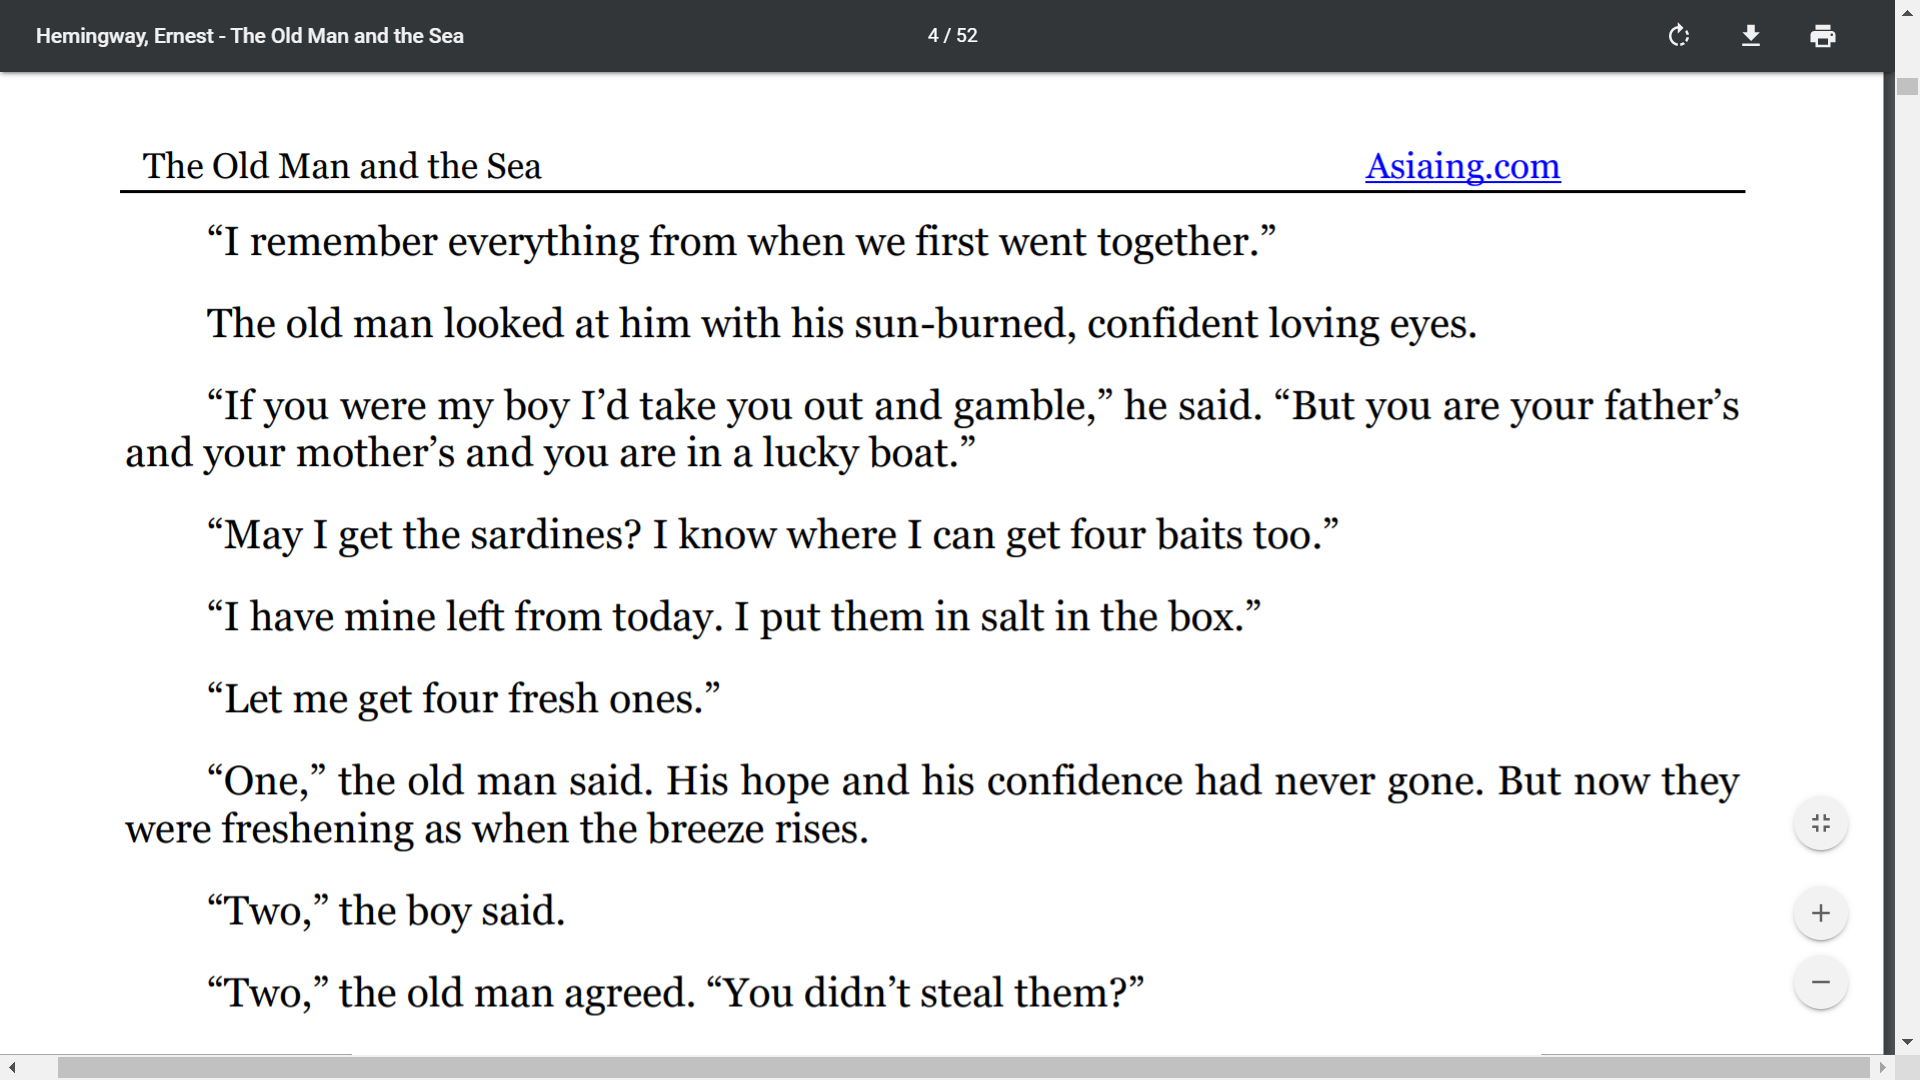 Hemingway, Ernest - The Old Man and the Sea
4 / 52
The Old Man and the Sea
Asiaing.com
“I remember everything from when we first went together.”
The old man looked at him with his sun-burned, confident loving eyes.
“If you were my boy I’d take you out and gamble,” he said. “But you are your father’s
and your mother’s and you are in a lucky boat.”
“May I get the sardines? I know where I can get four baits too.”
“I have mine left from today. I put them in salt in the box.”
“Let me get four fresh ones.”
“One,” the old man said. His hope and his confidence had never gone. But now they
were freshening as when the breeze rises.
“Two,” the boy said.
“Two,” the old man agreed. “You didn’t steal them?”